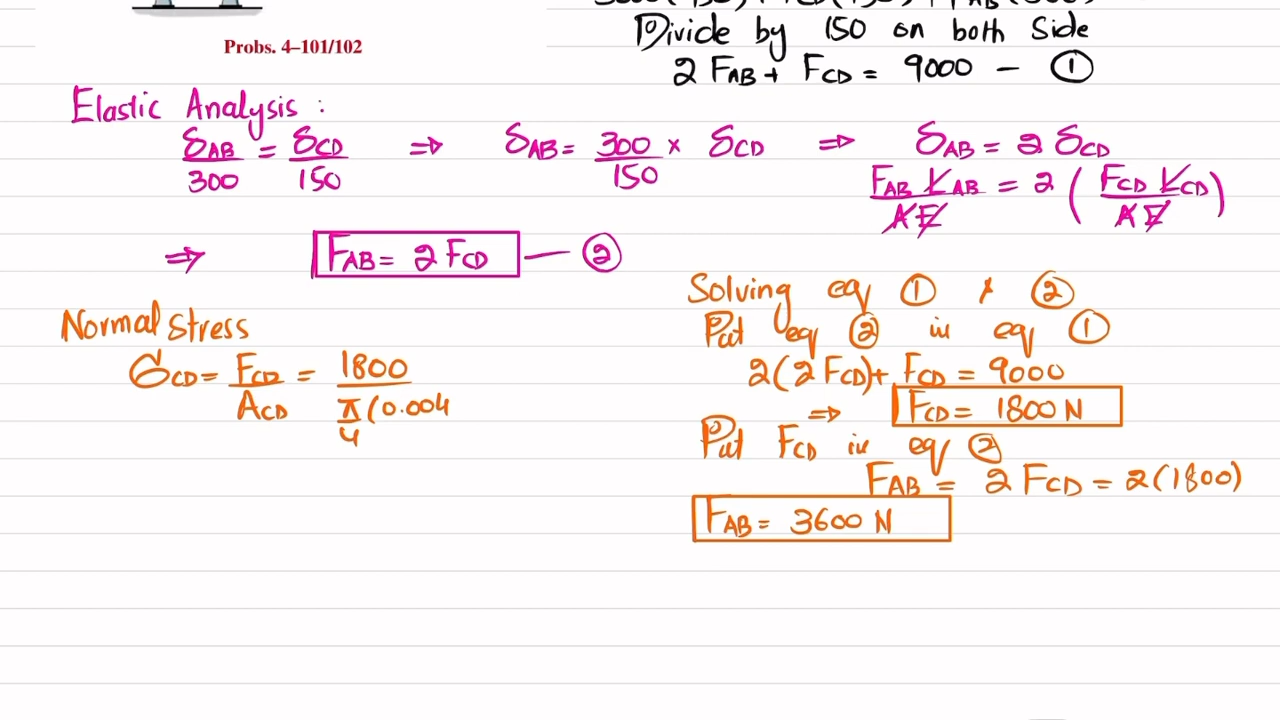 Probs. 4–101/102
Divide by 150 on both Side
2 FAB + FCD = 9000 — ①
Elastic Analysis :
δAB/300 = δCD/150 ⇒ δAB = 300/150 × δCD ⇒ δAB = 2 δCD
FAB LAB/AE = 2 (FCD LCD/AE)
⇒ FAB = 2 FCD — ②
Solving eq ① & ②
Put eq ② in eq ①
2(2 FCD) + FCD = 9000
⇒ FCD = 1800 N
Put FCD in eq ②
FAB = 2 FCD = 2(1800)
FAB = 3600 N
Normal Stress
σCD = FCD/ACD = 1800/π/4(0.004